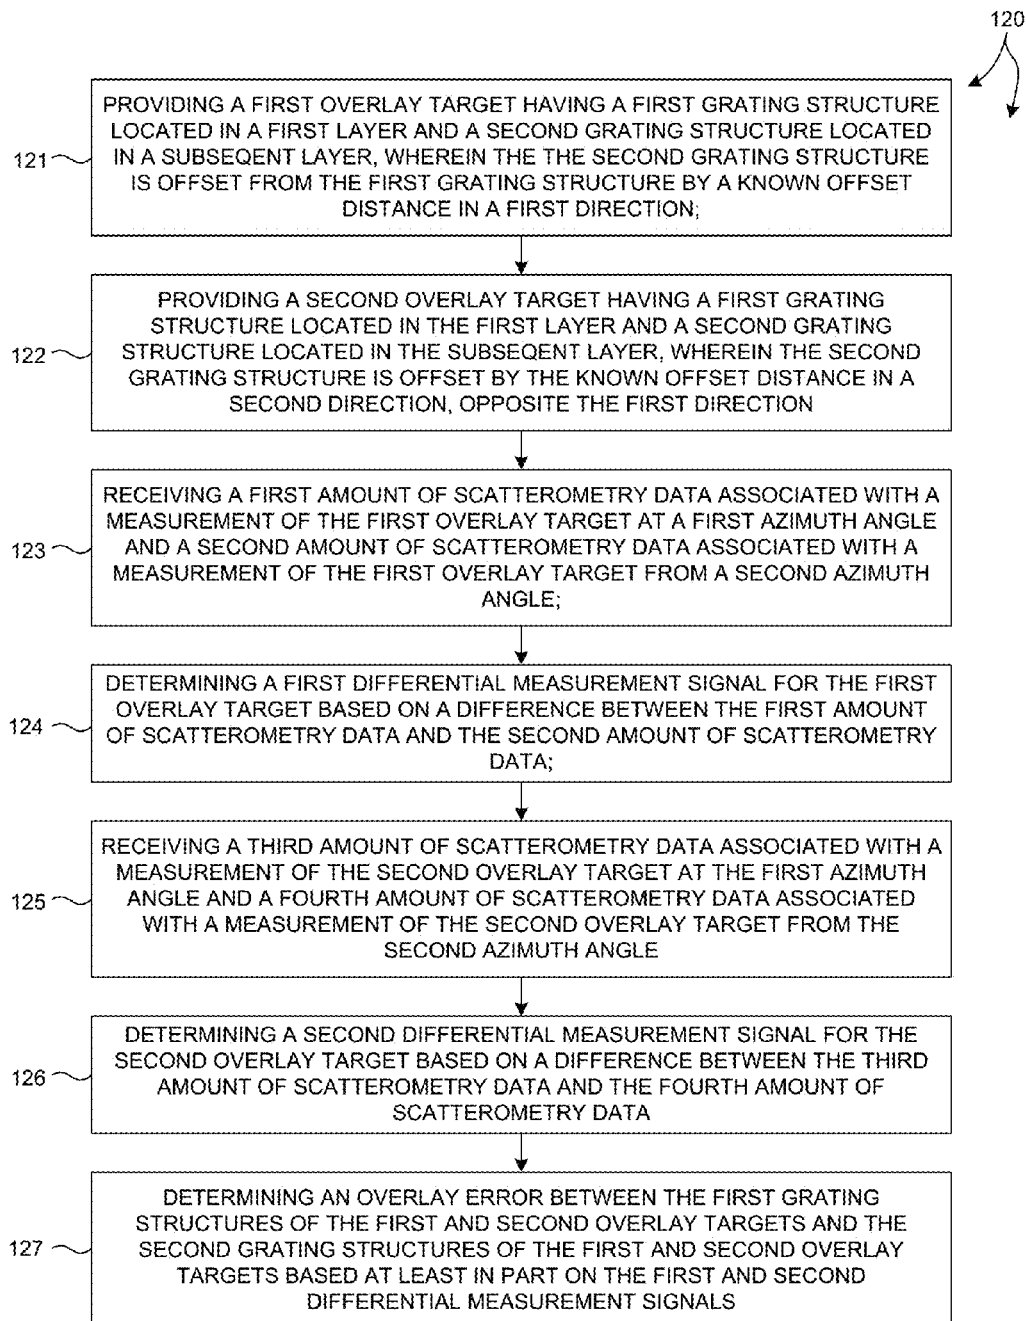 120
121
PROVIDING A FIRST OVERLAY TARGET HAVING A FIRST GRATING STRUCTURE
LOCATED IN A FIRST LAYER AND A SECOND GRATING STRUCTURE LOCATED
IN A SUBSEQENT LAYER, WHEREIN THE THE SECOND GRATING STRUCTURE
IS OFFSET FROM THE FIRST GRATING STRUCTURE BY A KNOWN OFFSET
DISTANCE IN A FIRST DIRECTION;
122
PROVIDING A SECOND OVERLAY TARGET HAVING A FIRST GRATING
STRUCTURE LOCATED IN THE FIRST LAYER AND A SECOND GRATING
STRUCTURE LOCATED IN THE SUBSEQENT LAYER, WHEREIN THE SECOND
GRATING STRUCTURE IS OFFSET BY THE KNOWN OFFSET DISTANCE IN A
SECOND DIRECTION, OPPOSITE THE FIRST DIRECTION
123
RECEIVING A FIRST AMOUNT OF SCATTEROMETRY DATA ASSOCIATED WITH A
MEASUREMENT OF THE FIRST OVERLAY TARGET AT A FIRST AZIMUTH ANGLE
AND A SECOND AMOUNT OF SCATTEROMETRY DATA ASSOCIATED WITH A
MEASUREMENT OF THE FIRST OVERLAY TARGET FROM A SECOND AZIMUTH
ANGLE;
124
DETERMINING A FIRST DIFFERENTIAL MEASUREMENT SIGNAL FOR THE FIRST
OVERLAY TARGET BASED ON A DIFFERENCE BETWEEN THE FIRST AMOUNT
OF SCATTEROMETRY DATA AND THE SECOND AMOUNT OF SCATTEROMETRY
DATA;
125
RECEIVING A THIRD AMOUNT OF SCATTEROMETRY DATA ASSOCIATED WITH A
MEASUREMENT OF THE SECOND OVERLAY TARGET AT THE FIRST AZIMUTH
ANGLE AND A FOURTH AMOUNT OF SCATTEROMETRY DATA ASSOCIATED
WITH A MEASUREMENT OF THE SECOND OVERLAY TARGET FROM THE
SECOND AZIMUTH ANGLE
126
DETERMINING A SECOND DIFFERENTIAL MEASUREMENT SIGNAL FOR THE
SECOND OVERLAY TARGET BASED ON A DIFFERENCE BETWEEN THE THIRD
AMOUNT OF SCATTEROMETRY DATA AND THE FOURTH AMOUNT OF
SCATTEROMETRY DATA
127
DETERMINING AN OVERLAY ERROR BETWEEN THE FIRST GRATING
STRUCTURES OF THE FIRST AND SECOND OVERLAY TARGETS AND THE
SECOND GRATING STRUCTURES OF THE FIRST AND SECOND OVERLAY
TARGETS BASED AT LEAST IN PART ON THE FIRST AND SECOND
DIFFERENTIAL MEASUREMENT SIGNALS